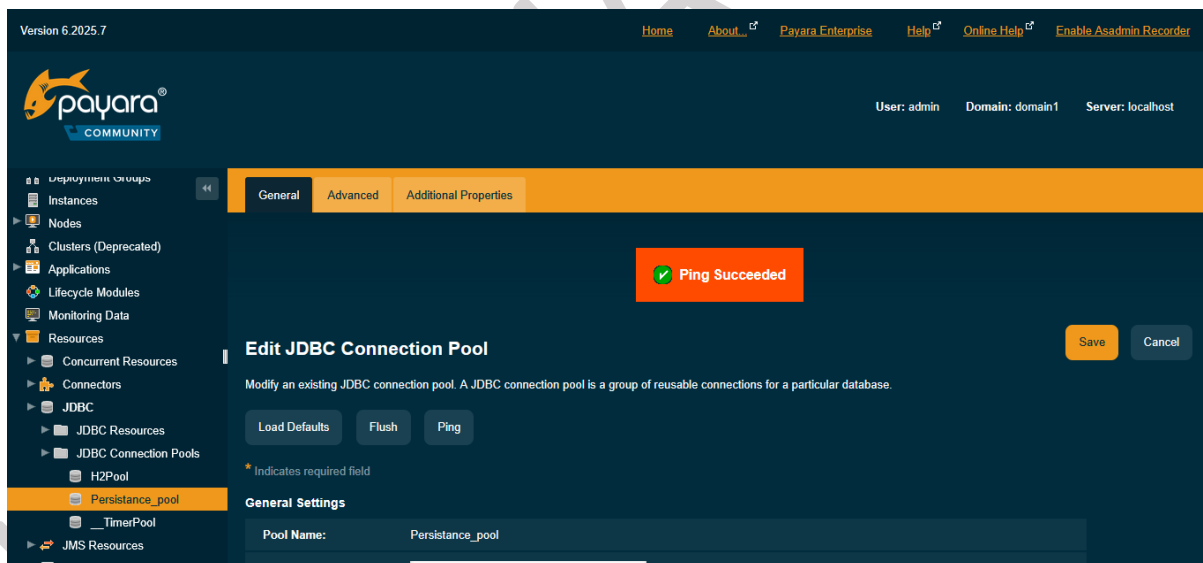 Version 6.2025.7
Home About... Payara Enterprise Help Online Help Enable Asadmin Recorder
payara®
COMMUNITY
User: admin Domain: domain1 Server: localhost
Deployment Groups
Instances
Nodes
Clusters (Deprecated)
Applications
Lifecycle Modules
Monitoring Data
Resources
Concurrent Resources
Connectors
JDBC
JDBC Resources
JDBC Connection Pools
H2Pool
Persistance_pool
__TimerPool
JMS Resources
General Advanced Additional Properties
Ping Succeeded
Edit JDBC Connection Pool
Save Cancel
Modify an existing JDBC connection pool. A JDBC connection pool is a group of reusable connections for a particular database.
Load Defaults Flush Ping
* Indicates required field
General Settings
Pool Name: Persistance_pool